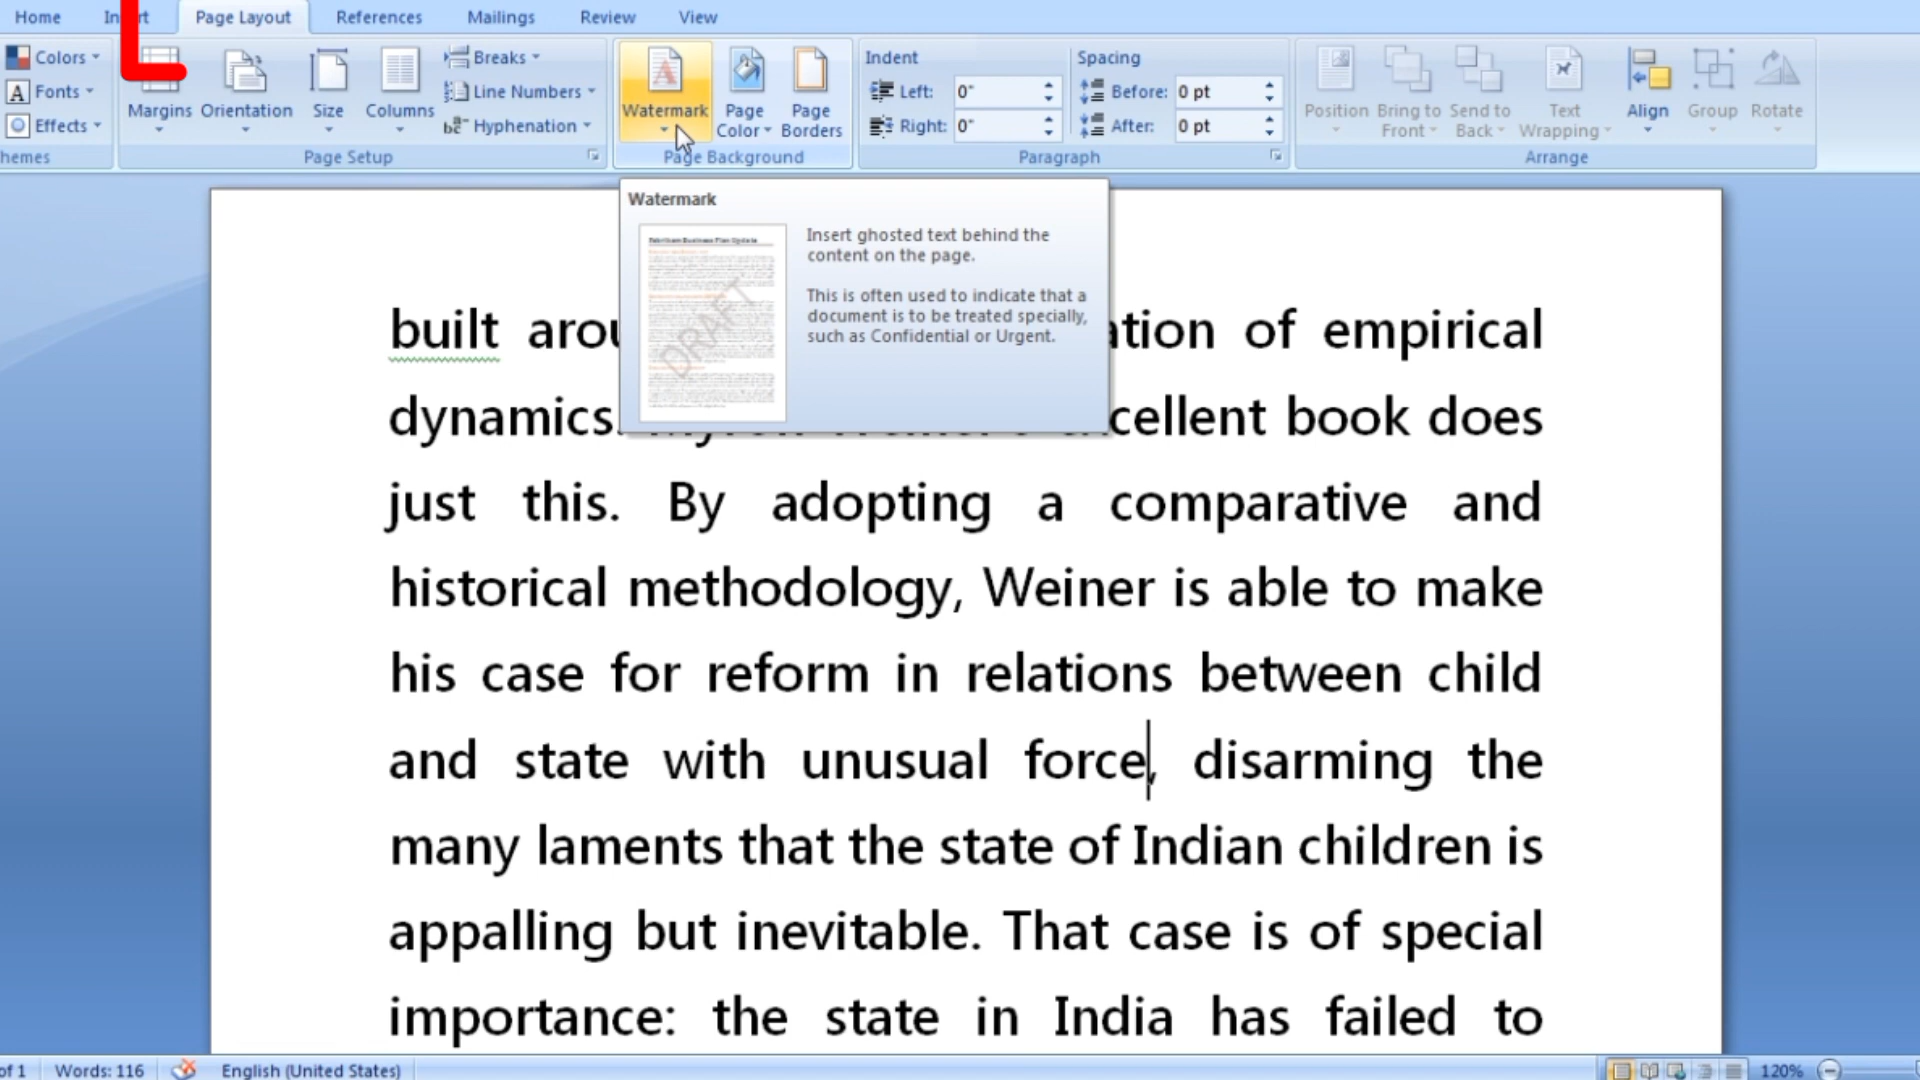 Home Page Layout References Mailings Review View
Colors
Fonts
Effects
Margins Orientation Size Columns
Breaks
Line Numbers
Hyphenation
Page Setup
Watermark Page Color Page Borders
Page Background
Indent
Left: 0"
Right: 0"
Spacing
Before: 0 pt
After: 0 pt
Paragraph
Position Bring to Front Send to Back Text Wrapping Align Group Rotate
Arrange
Watermark
DRAFT
Insert ghosted text behind the
content on the page.
This is often used to indicate that a
document is to be treated specially,
such as Confidential or Urgent.
built of empirical
dynamics. book does
just this. By adopting a comparative and
historical methodology, Weiner is able to make
his case for reform in relations between child
and state with unusual force, disarming the
many laments that the state of Indian children is
appalling but inevitable. That case is of special
importance: the state in India has failed to
of 1 Words: 116 English (United States) 120%